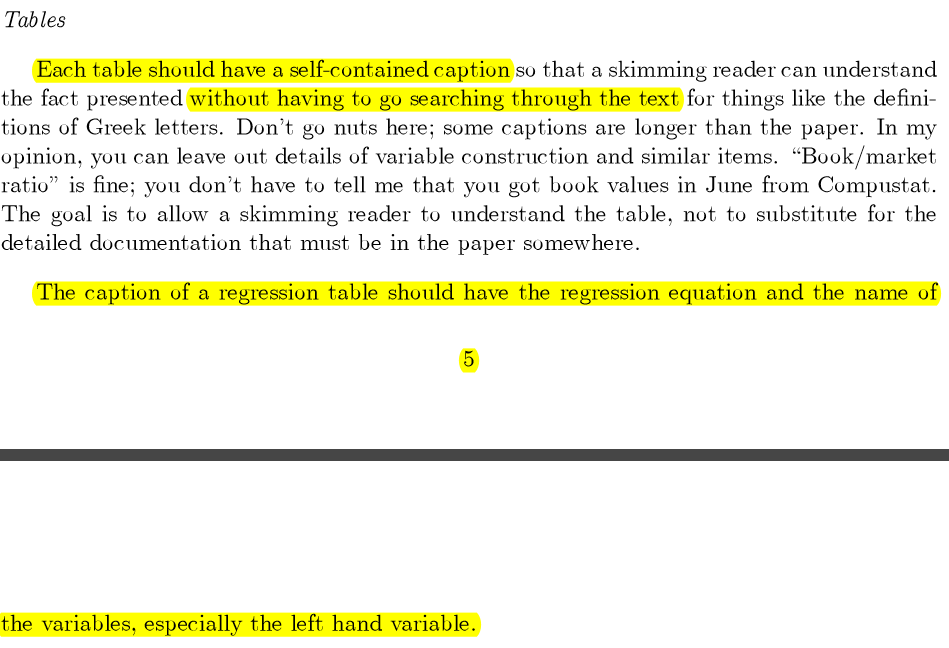 Tables
Each table should have a self-contained caption so that a skimming reader can understand
the fact presented without having to go searching through the text for things like the defini-
tions of Greek letters. Don't go nuts here; some captions are longer than the paper. In my
opinion, you can leave out details of variable construction and similar items. “Book/market
ratio” is fine; you don't have to tell me that you got book values in June from Compustat.
The goal is to allow a skimming reader to understand the table, not to substitute for the
detailed documentation that must be in the paper somewhere.
The caption of a regression table should have the regression equation and the name of
5
the variables, especially the left hand variable.